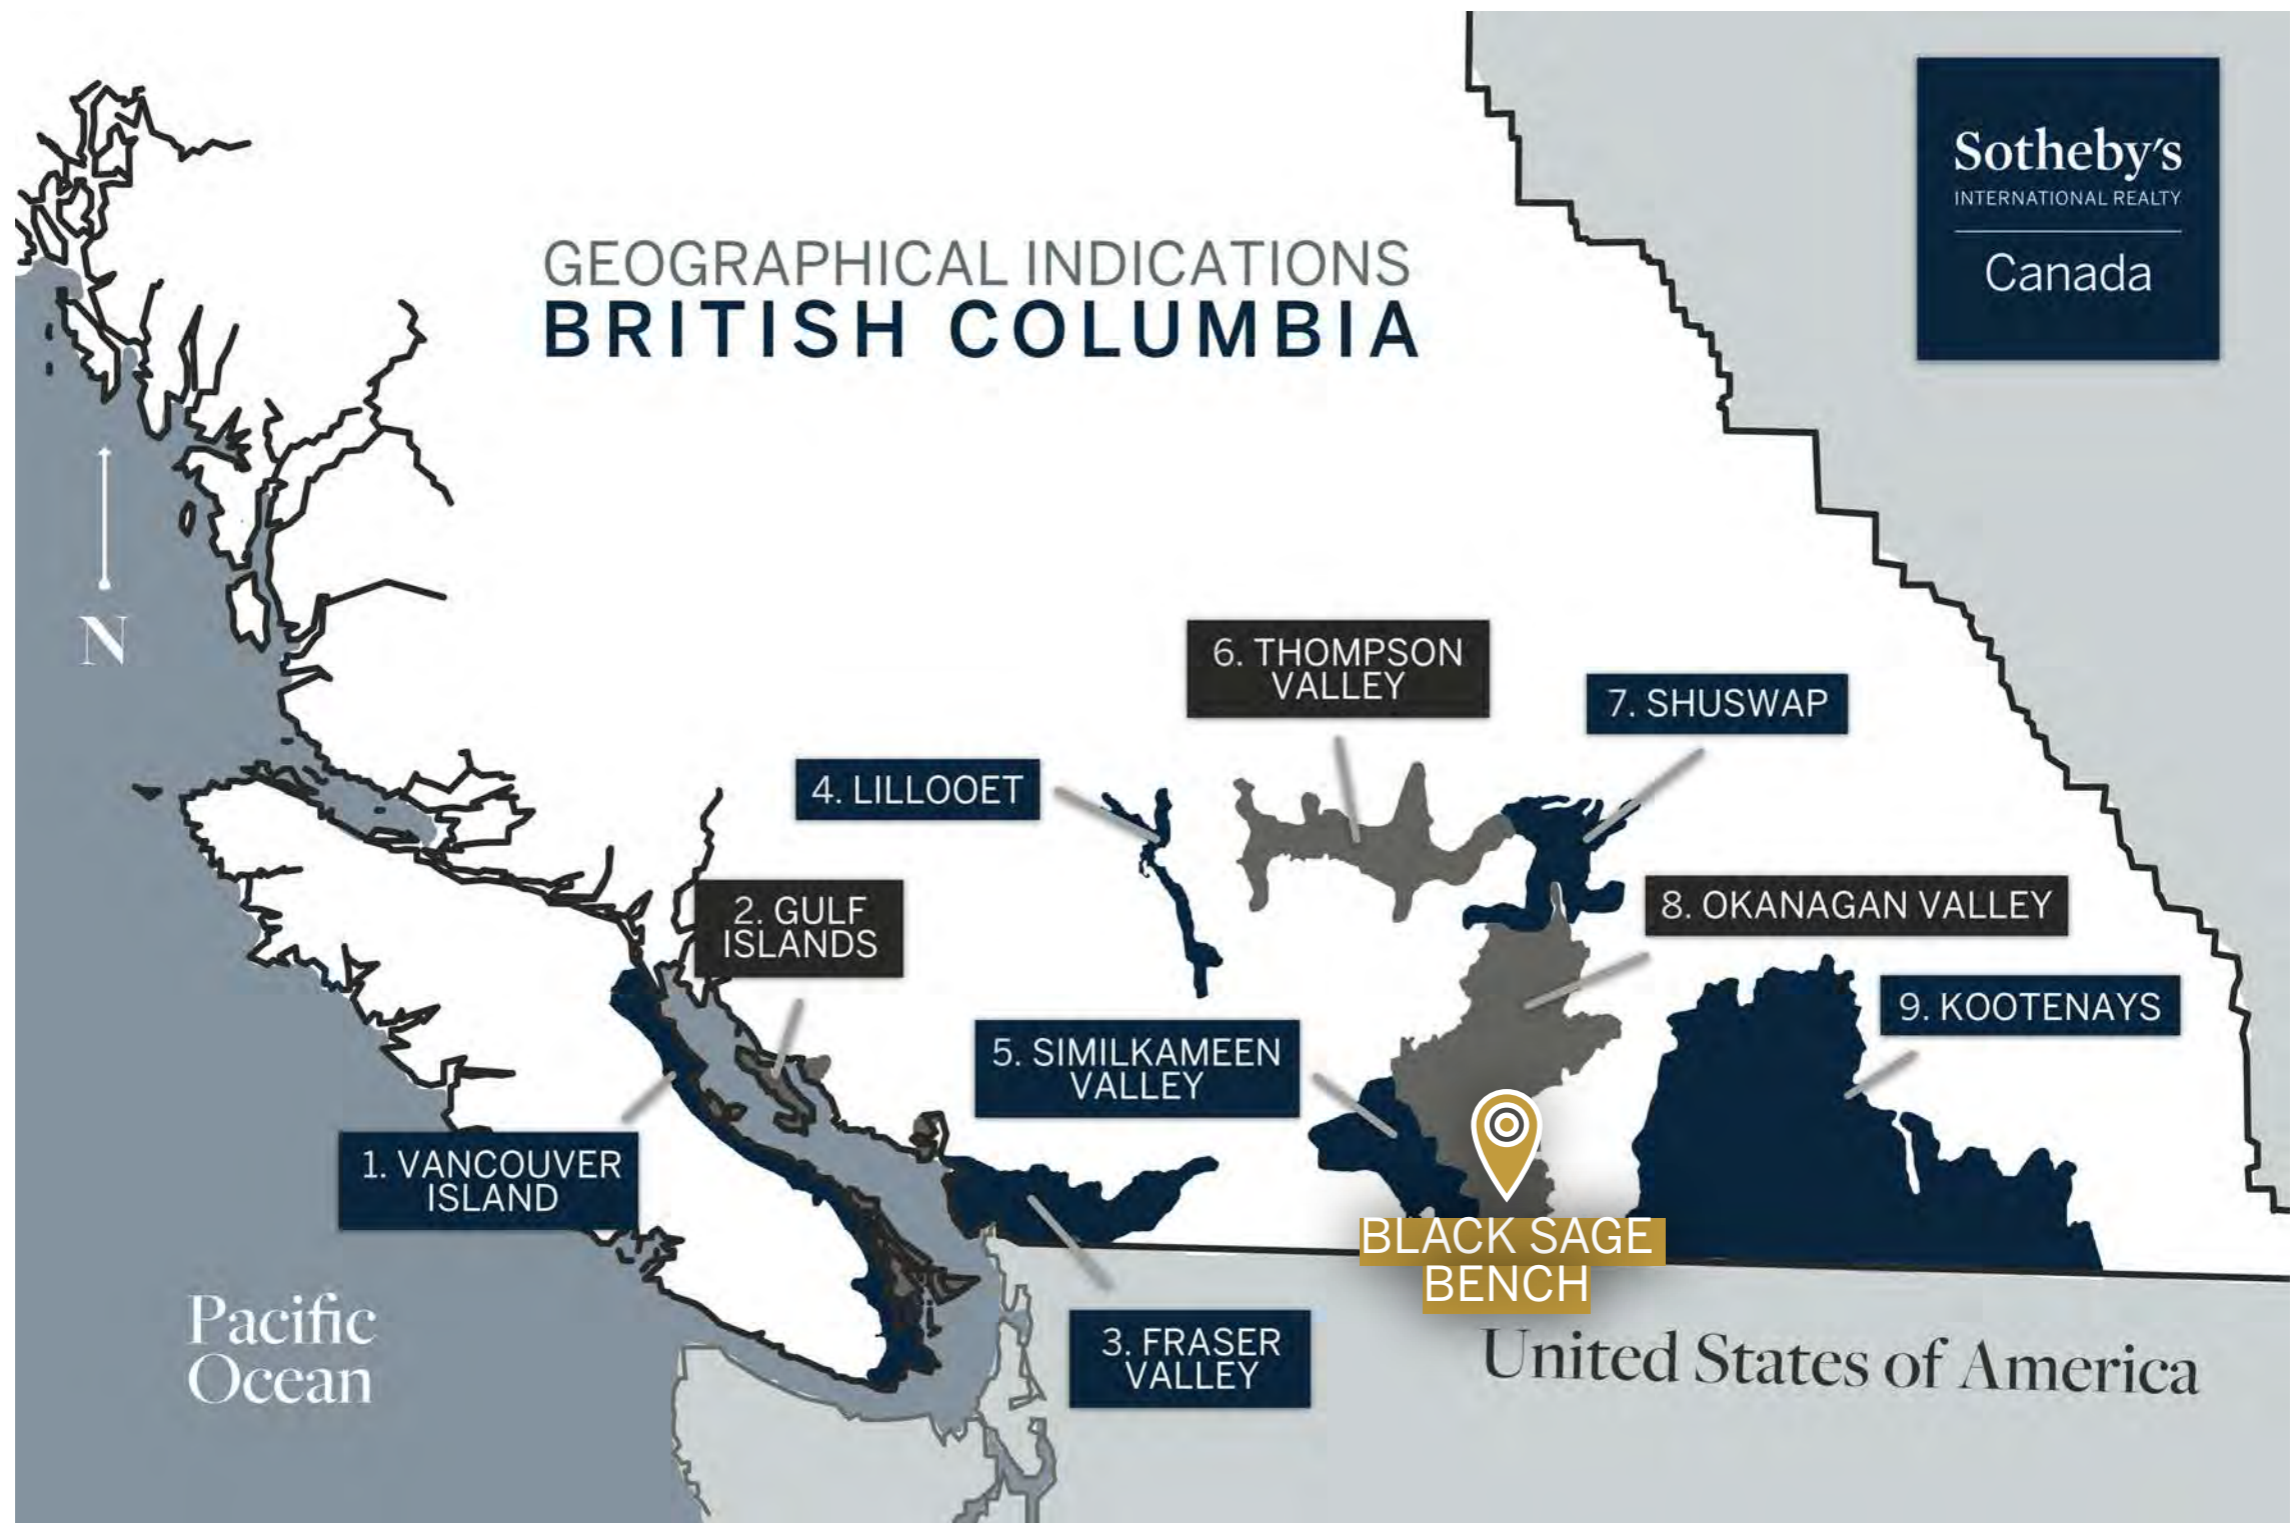 Sotheby's
INTERNATIONAL REALTY
Canada
GEOGRAPHICAL INDICATIONS
BRITISH COLUMBIA
N
6. THOMPSON
VALLEY
7. SHUSWAP
4. LILLOOET
2. GULF
ISLANDS
8. OKANAGAN VALLEY
9. KOOTENAYS
5. SIMILKAMEEN
VALLEY
1. VANCOUVER
ISLAND
BLACK SAGE
BENCH
Pacific
Ocean
3. FRASER
VALLEY
United States of America